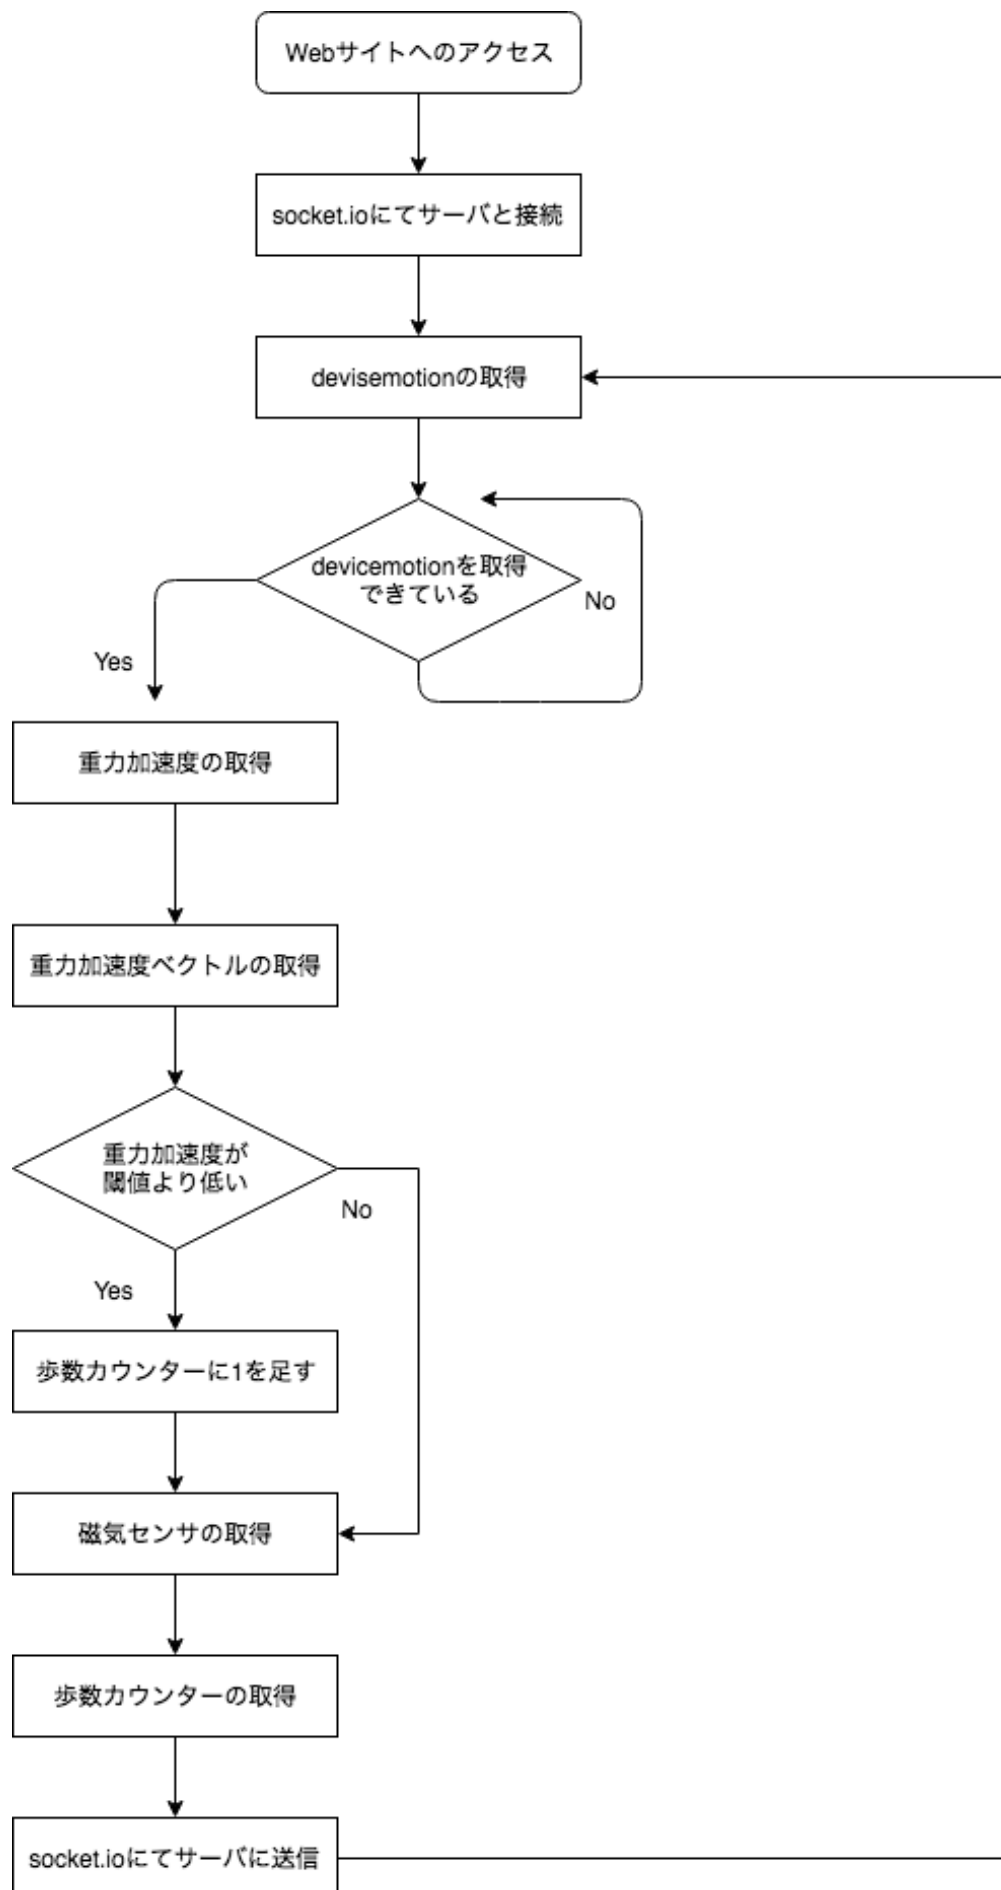 Webサイトへのアクセス
socket.ioにてサーバと接続
devisemotionの取得
devicemotionを取得
できている
No
Yes
重力加速度の取得
重力加速度ベクトルの取得
重力加速度が
閾値より低い
No
Yes
歩数カウンターに1を足す
磁気センサの取得
歩数カウンターの取得
socket.ioにてサーバに送信